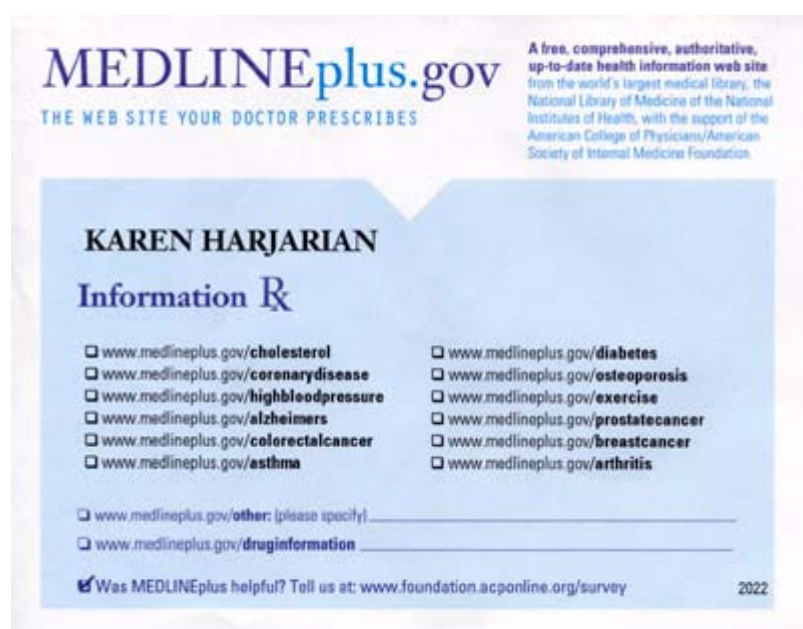 MEDLINEplus.gov
THE WEB SITE YOUR DOCTOR PRESCRIBES
A free, comprehensive, authoritative,
up-to-date health information web site
from the world's largest medical library, the
National Library of Medicine of the National
Institutes of Health, with the support of the
American College of Physicians/American
Society of Internal Medicine Foundation.
KAREN HARJARIAN
Information ℞
www.medlineplus.gov/cholesterol
www.medlineplus.gov/coronarydisease
www.medlineplus.gov/highbloodpressure
www.medlineplus.gov/alzheimers
www.medlineplus.gov/colorectalcancer
www.medlineplus.gov/asthma
www.medlineplus.gov/diabetes
www.medlineplus.gov/osteoporosis
www.medlineplus.gov/exercise
www.medlineplus.gov/prostatecancer
www.medlineplus.gov/breastcancer
www.medlineplus.gov/arthritis
www.medlineplus.gov/other: (please specify)
www.medlineplus.gov/druginformation
Was MEDLINEplus helpful? Tell us at: www.foundation.acponline.org/survey
2022